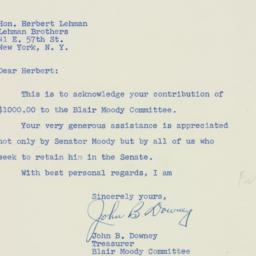 Hon. Herbert Lehman
Lehman Brothers
41 E. 57th St.
New York, N. Y.
Dear Herbert:
This is to acknowledge your contribution of
$1000.00 to the Blair Moody Committee.
Your very generous assistance is appreciated
not only by Senator Moody but by all of us who
seek to retain him in the Senate.
With best personal regards, I am
Sincerely yours,
John B Downey
John B. Downey
Treasurer
Blair Moody Committee